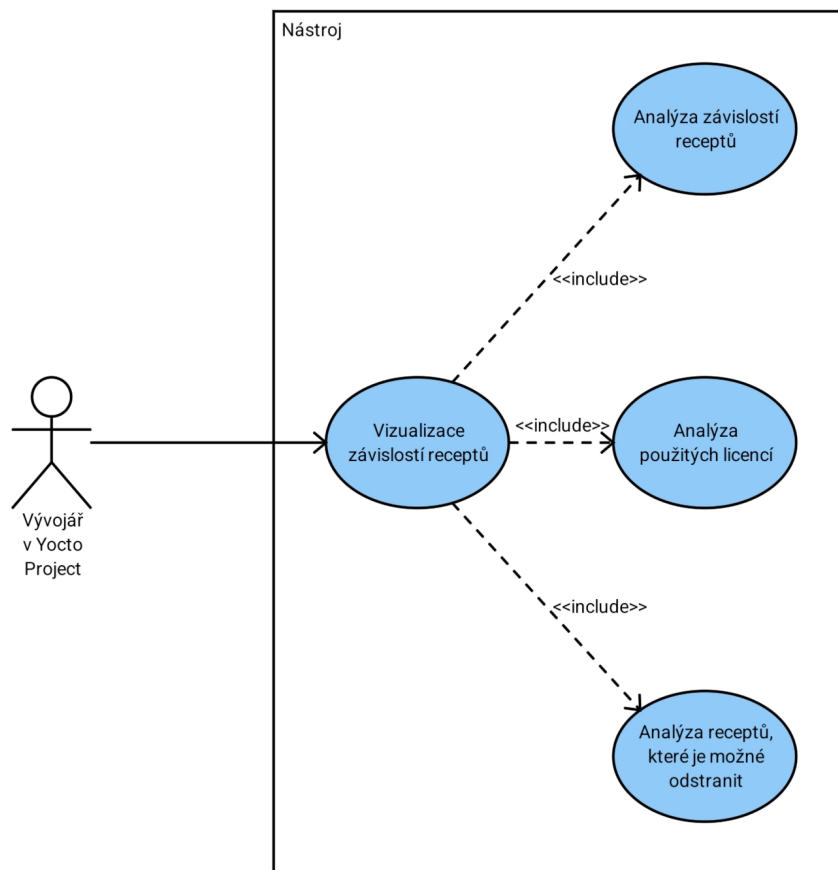 Nástroj
Analýza závislostí
receptů
<<include>>
Vizualizace
závislostí receptů
<<include>>
Analýza
použitých licencí
Vývojář
v Yocto
Project
<<include>>
Analýza receptů,
které je možné
odstranit